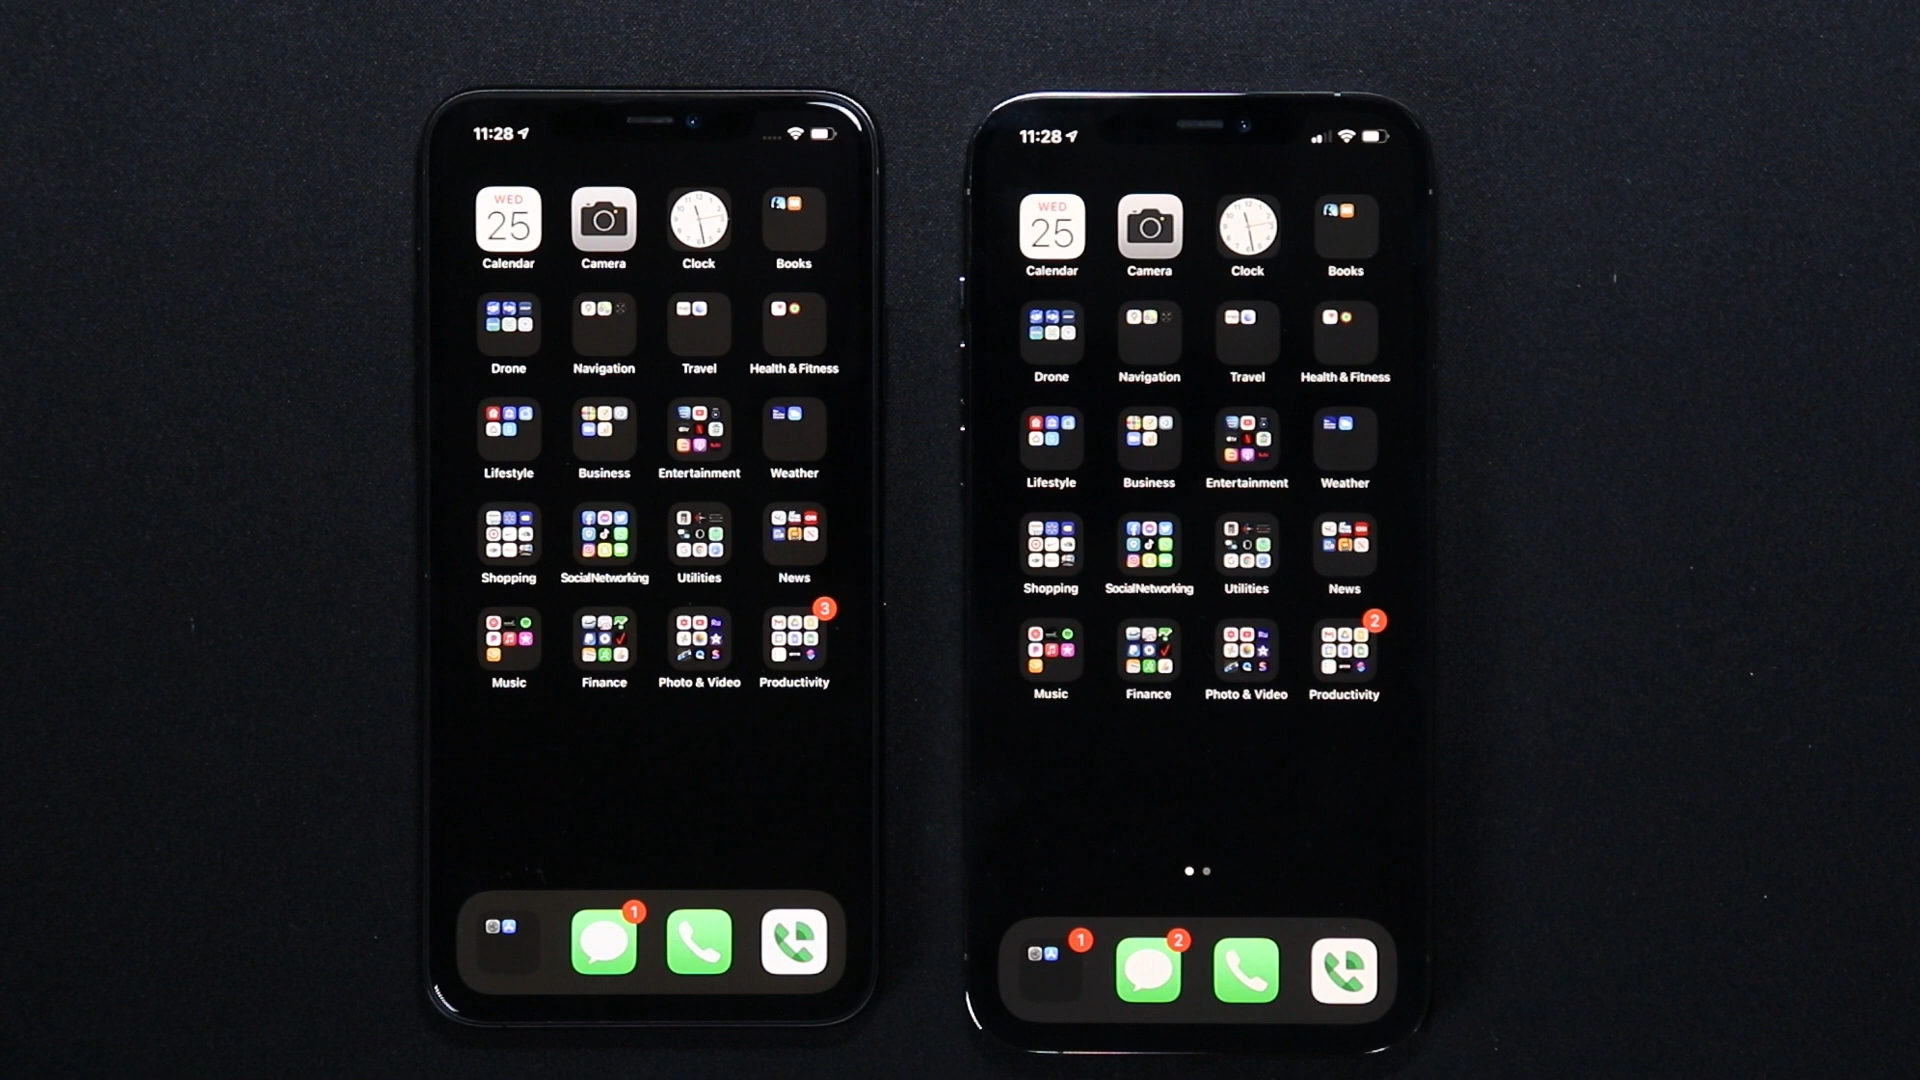 11:28
WED
25
Calendar
Camera
Clock
Books
Drone
Navigation
Travel
Health & Fitness
Lifestyle
Business
Entertainment
Weather
Shopping
SocialNetworking
Utilities
News
3
Music
Finance
Photo & Video
Productivity
1
11:28
WED
25
Calendar
Camera
Clock
Books
Drone
Navigation
Travel
Health & Fitness
Lifestyle
Business
Entertainment
Weather
Shopping
SocialNetworking
Utilities
News
2
Music
Finance
Photo & Video
Productivity
1
2